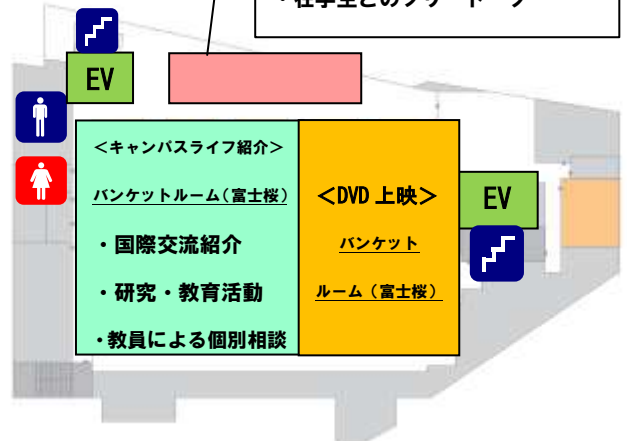 ・在学生とのフリートーク
EV
＜キャンパスライフ紹介＞
バンケットルーム（富士桜）
・国際交流紹介
・研究・教育活動
・教員による個別相談
＜DVD 上映＞
バンケット
ルーム（富士桜）
EV